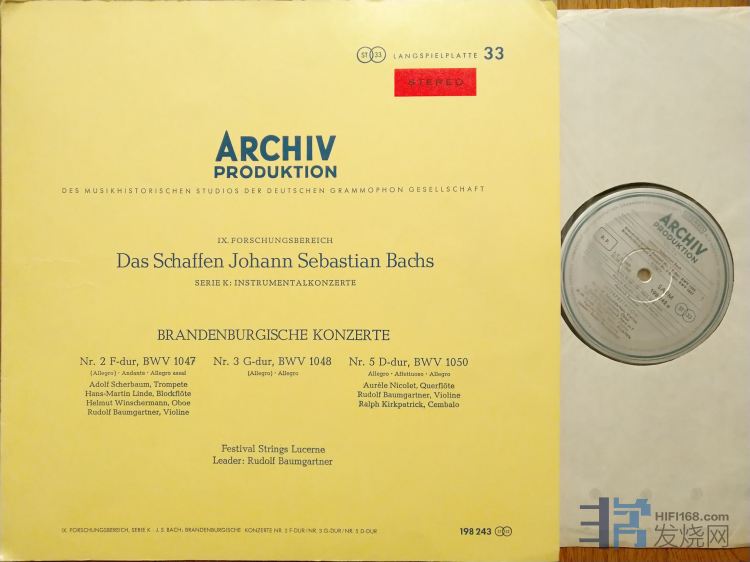 ST 33 LANGSPIELPLATTE 33
STEREO
ARCHIV
PRODUKTION
DES MUSIKHISTORISCHEN STUDIOS DER DEUTSCHEN GRAMMOPHON GESELLSCHAFT
IX. FORSCHUNGSBEREICH
Das Schaffen Johann Sebastian Bachs
SERIE K: INSTRUMENTALKONZERTE
BRANDENBURGISCHE KONZERTE
Nr. 2 F-dur, BWV 1047
(Allegro) · Andante · Allegro assai
Adolf Scherbaum, Trompete
Hans-Martin Linde, Blockflöte
Helmut Winschermann, Oboe
Rudolf Baumgartner, Violine
Nr. 3 G-dur, BWV 1048
(Allegro) · Allegro
Nr. 5 D-dur, BWV 1050
Allegro · Affettuoso · Allegro
Aurèle Nicolet, Querflöte
Rudolf Baumgartner, Violine
Ralph Kirkpatrick, Cembalo
Festival Strings Lucerne
Leader: Rudolf Baumgartner
IX. FORSCHUNGSBEREICH, SERIE K · J. S. BACH: BRANDENBURGISCHE KONZERTE NR. 2 F-DUR/NR. 3 G-DUR/NR. 5 D-DUR
198 243 ST 33
ARCHIV
PRODUKTION
HIFI168.com
发烧网